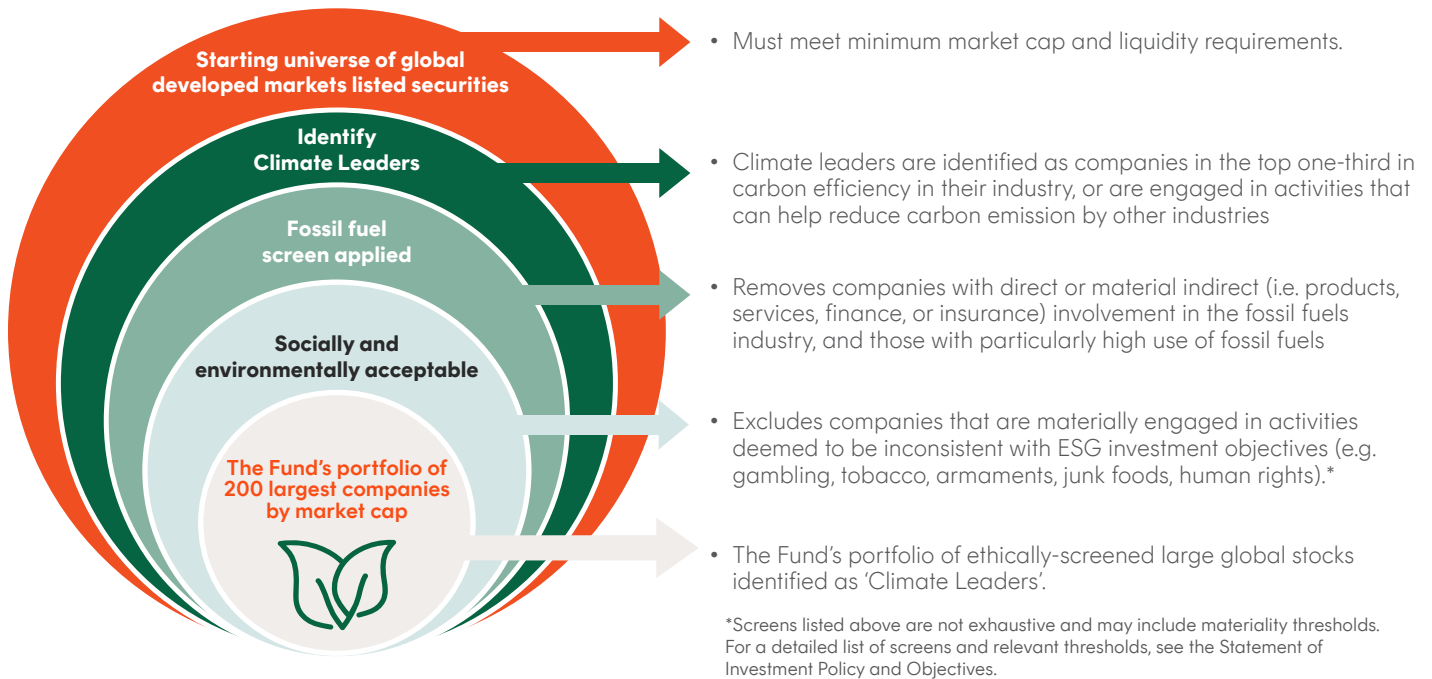 Starting universe of global
developed markets listed securities
• Must meet minimum market cap and liquidity requirements.
Identify
Climate Leaders
• Climate leaders are identified as companies in the top one-third in
carbon efficiency in their industry, or are engaged in activities that
can help reduce carbon emission by other industries
Fossil fuel
screen applied
• Removes companies with direct or material indirect (i.e. products,
services, finance, or insurance) involvement in the fossil fuels
industry, and those with particularly high use of fossil fuels
Socially and
environmentally acceptable
• Excludes companies that are materially engaged in activities
deemed to be inconsistent with ESG investment objectives (e.g.
gambling, tobacco, armaments, junk foods, human rights).*
The Fund's portfolio of
200 largest companies
by market cap
• The Fund's portfolio of ethically-screened large global stocks
identified as 'Climate Leaders'.
*Screens listed above are not exhaustive and may include materiality thresholds.
For a detailed list of screens and relevant thresholds, see the Statement of
Investment Policy and Objectives.